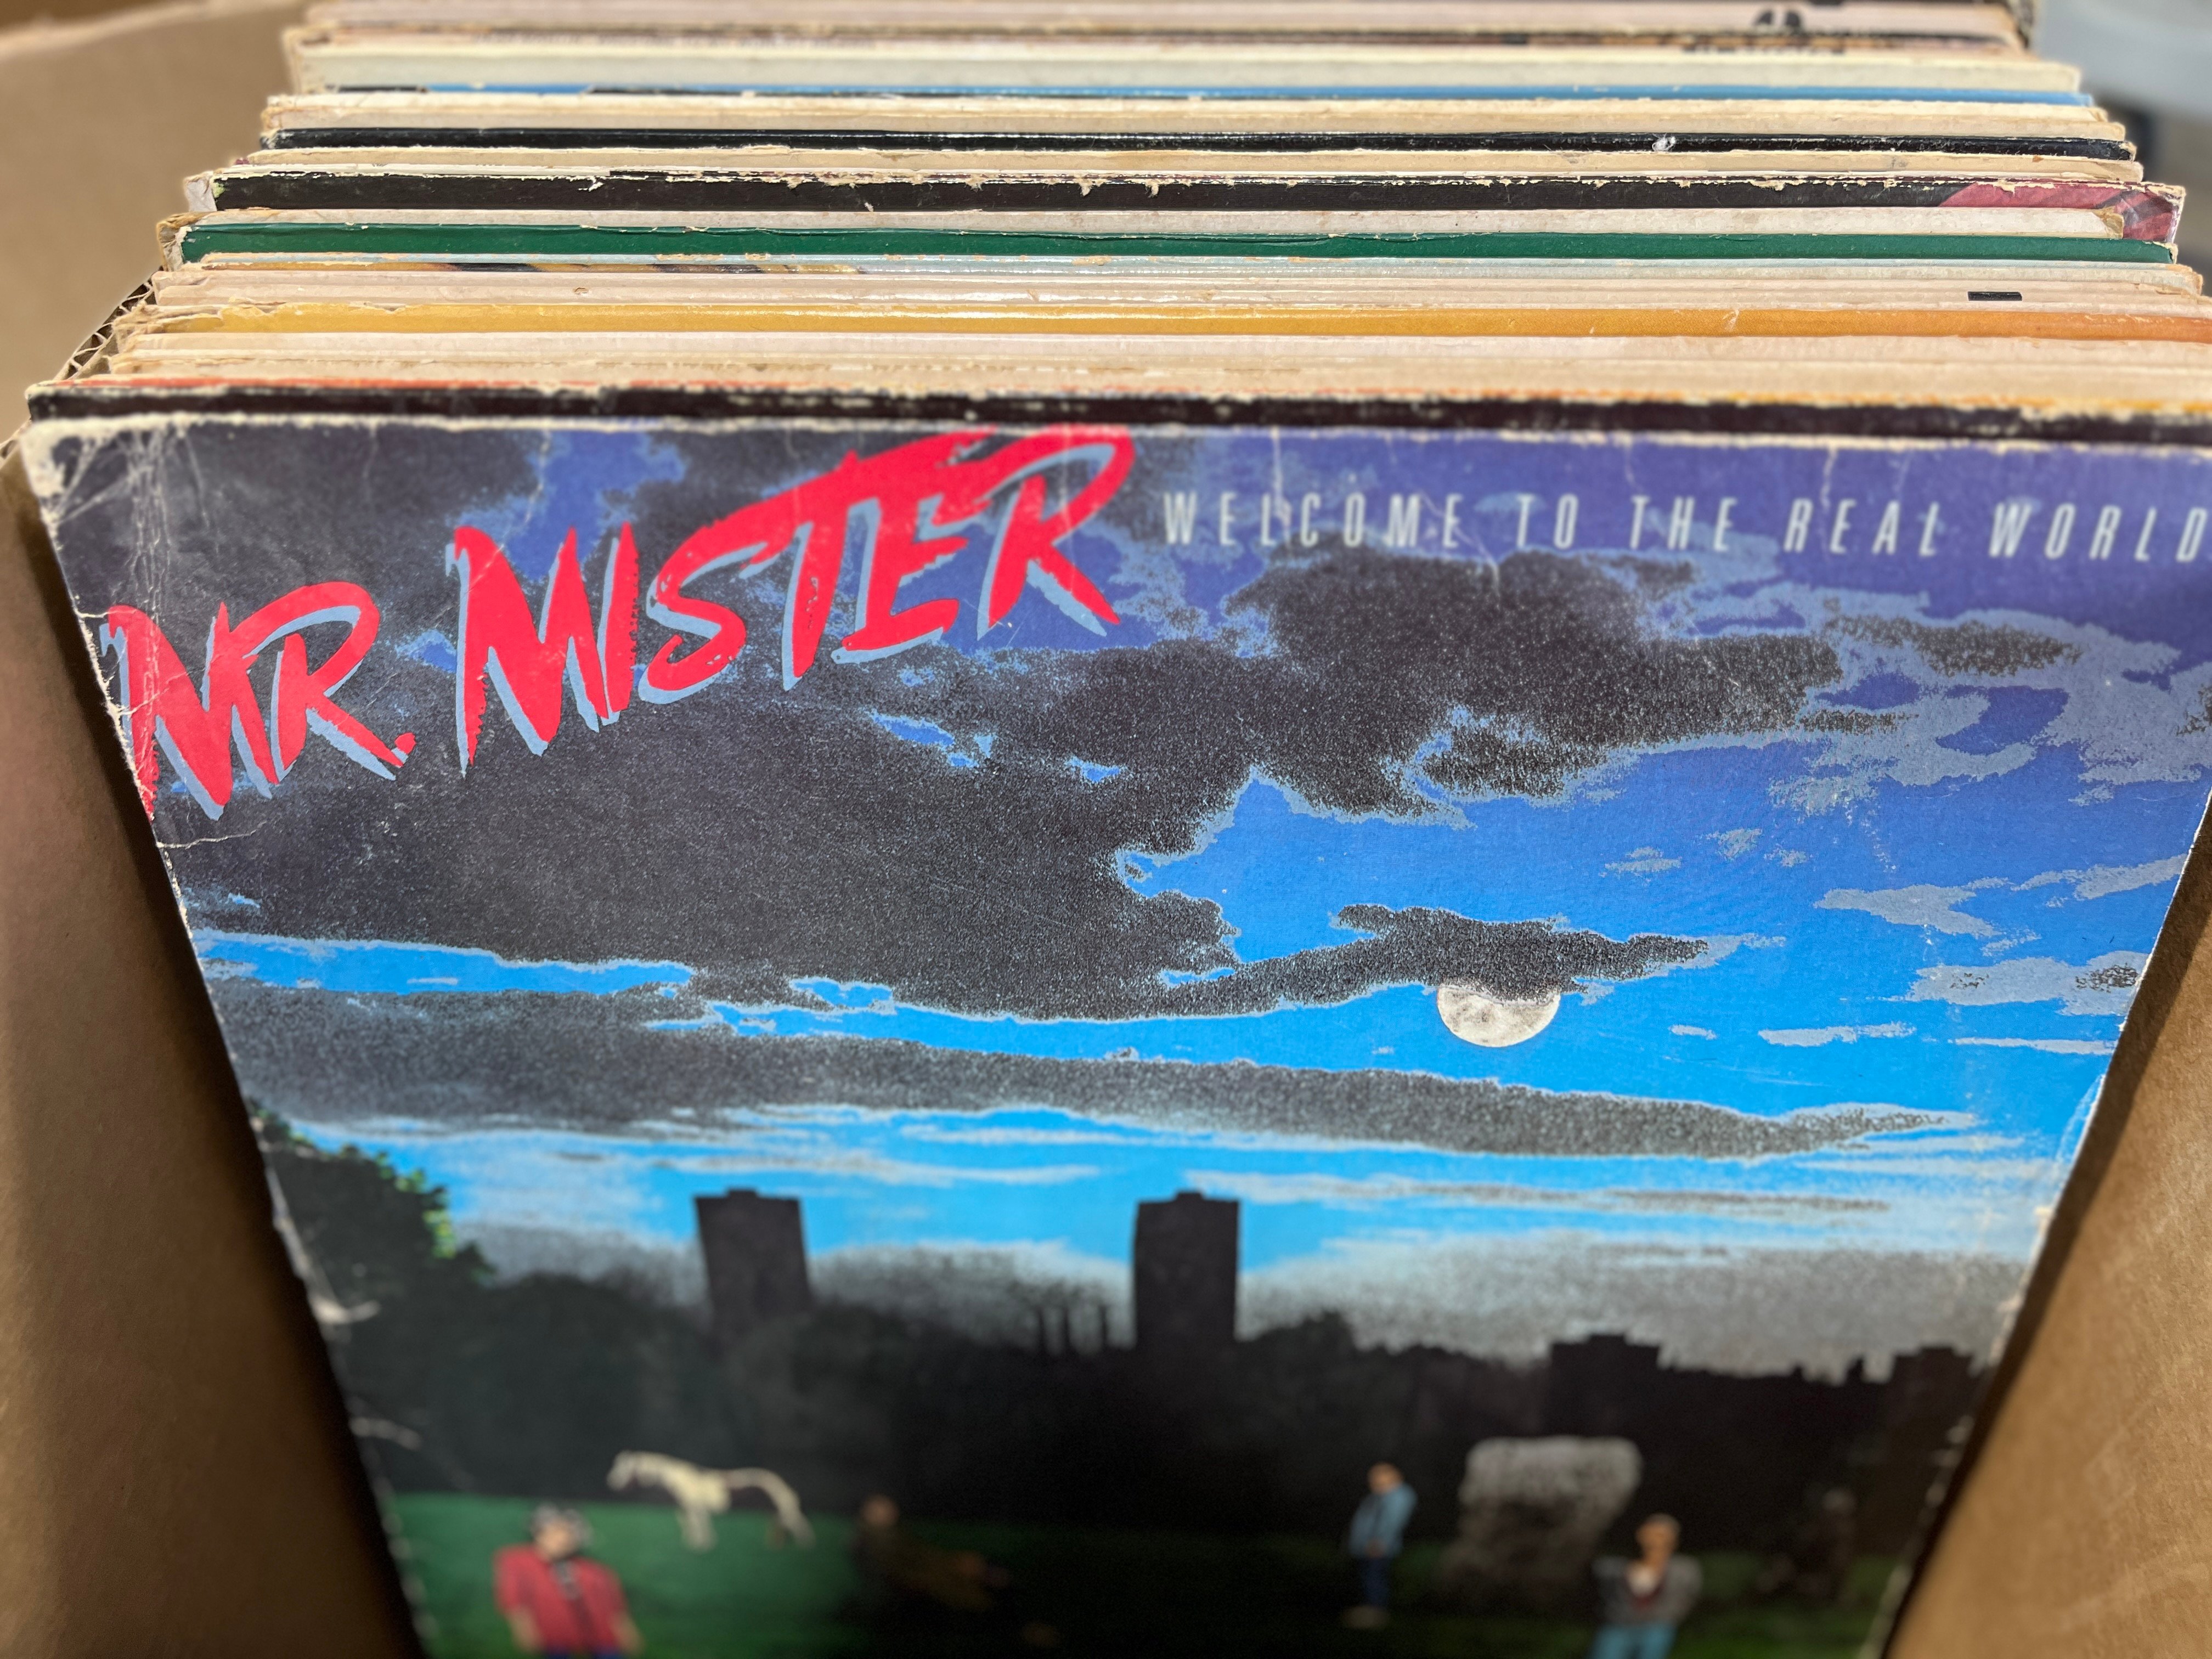 MR. MISTER
WELCOME TO THE REAL WORLD